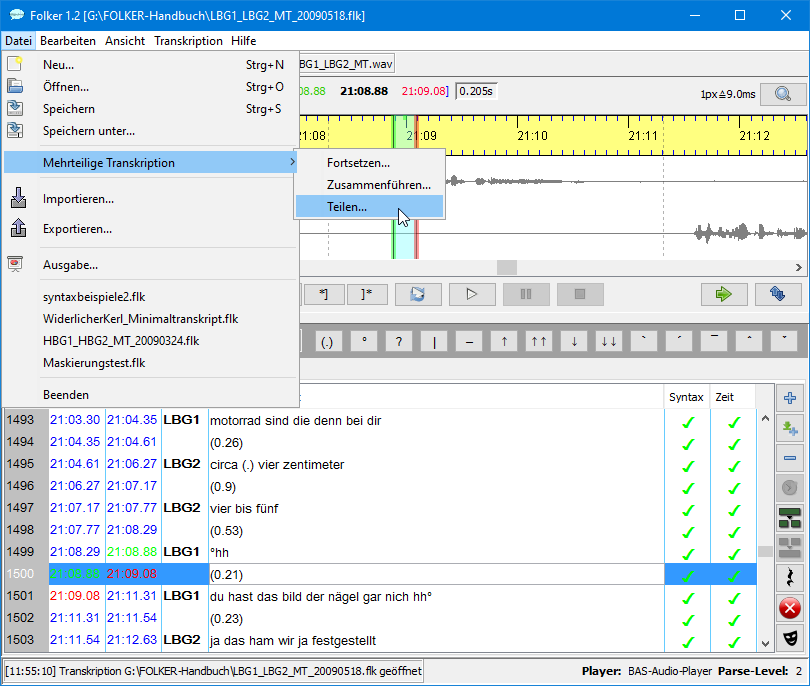 Folker 1.2 [G:\FOLKER-Handbuch\LBG1_LBG2_MT_20090518.flk]
Datei Bearbeiten Ansicht Transkription Hilfe
Neu... Strg+N
BG1_LBG2_MT.wav
Öffnen... Strg+O
08.88 21:08.88 21:09.08] 0.205s 1px≙9.0ms
Speichern Strg+S
Speichern unter...
21:08 21:09 21:10 21:11 21:12
Mehrteilige Transkription
Fortsetzen...
Zusammenführen...
Teilen...
Importieren...
Exportieren...
Ausgabe...
*] ]*
syntaxbeispiele2.flk
WiderlicherKerl_Minimaltranskript.flk
HBG1_HBG2_MT_20090324.flk
(.) ° ? | – ↑ ↑↑ ↓ ↓↓ ` ´ ¯ ˆ ˇ
Maskierungstest.flk
Beenden
Syntax Zeit
1493 21:03.30 21:04.35 LBG1 motorrad sind die denn bei dir ✓ ✓
1494 21:04.35 21:04.61 (0.26) ✓ ✓
1495 21:04.61 21:06.27 LBG2 circa (.) vier zentimeter ✓ ✓
1496 21:06.27 21:07.17 (0.9) ✓ ✓
1497 21:07.17 21:07.77 LBG2 vier bis fünf ✓ ✓
1498 21:07.77 21:08.29 (0.53) ✓ ✓
1499 21:08.29 21:08.88 LBG1 °hh ✓ ✓
1500 21:08.88 21:09.08 (0.21) ✓ ✓
1501 21:09.08 21:11.31 LBG1 du hast das bild der nägel gar nich hh° ✓ ✓
1502 21:11.31 21:11.54 (0.23) ✓ ✓
1503 21:11.54 21:12.63 LBG2 ja das ham wir ja festgestellt ✓ ✓
[11:55:10] Transkription G:\FOLKER-Handbuch\LBG1_LBG2_MT_20090518.flk geöffnet Player: BAS-Audio-Player Parse-Level: 2